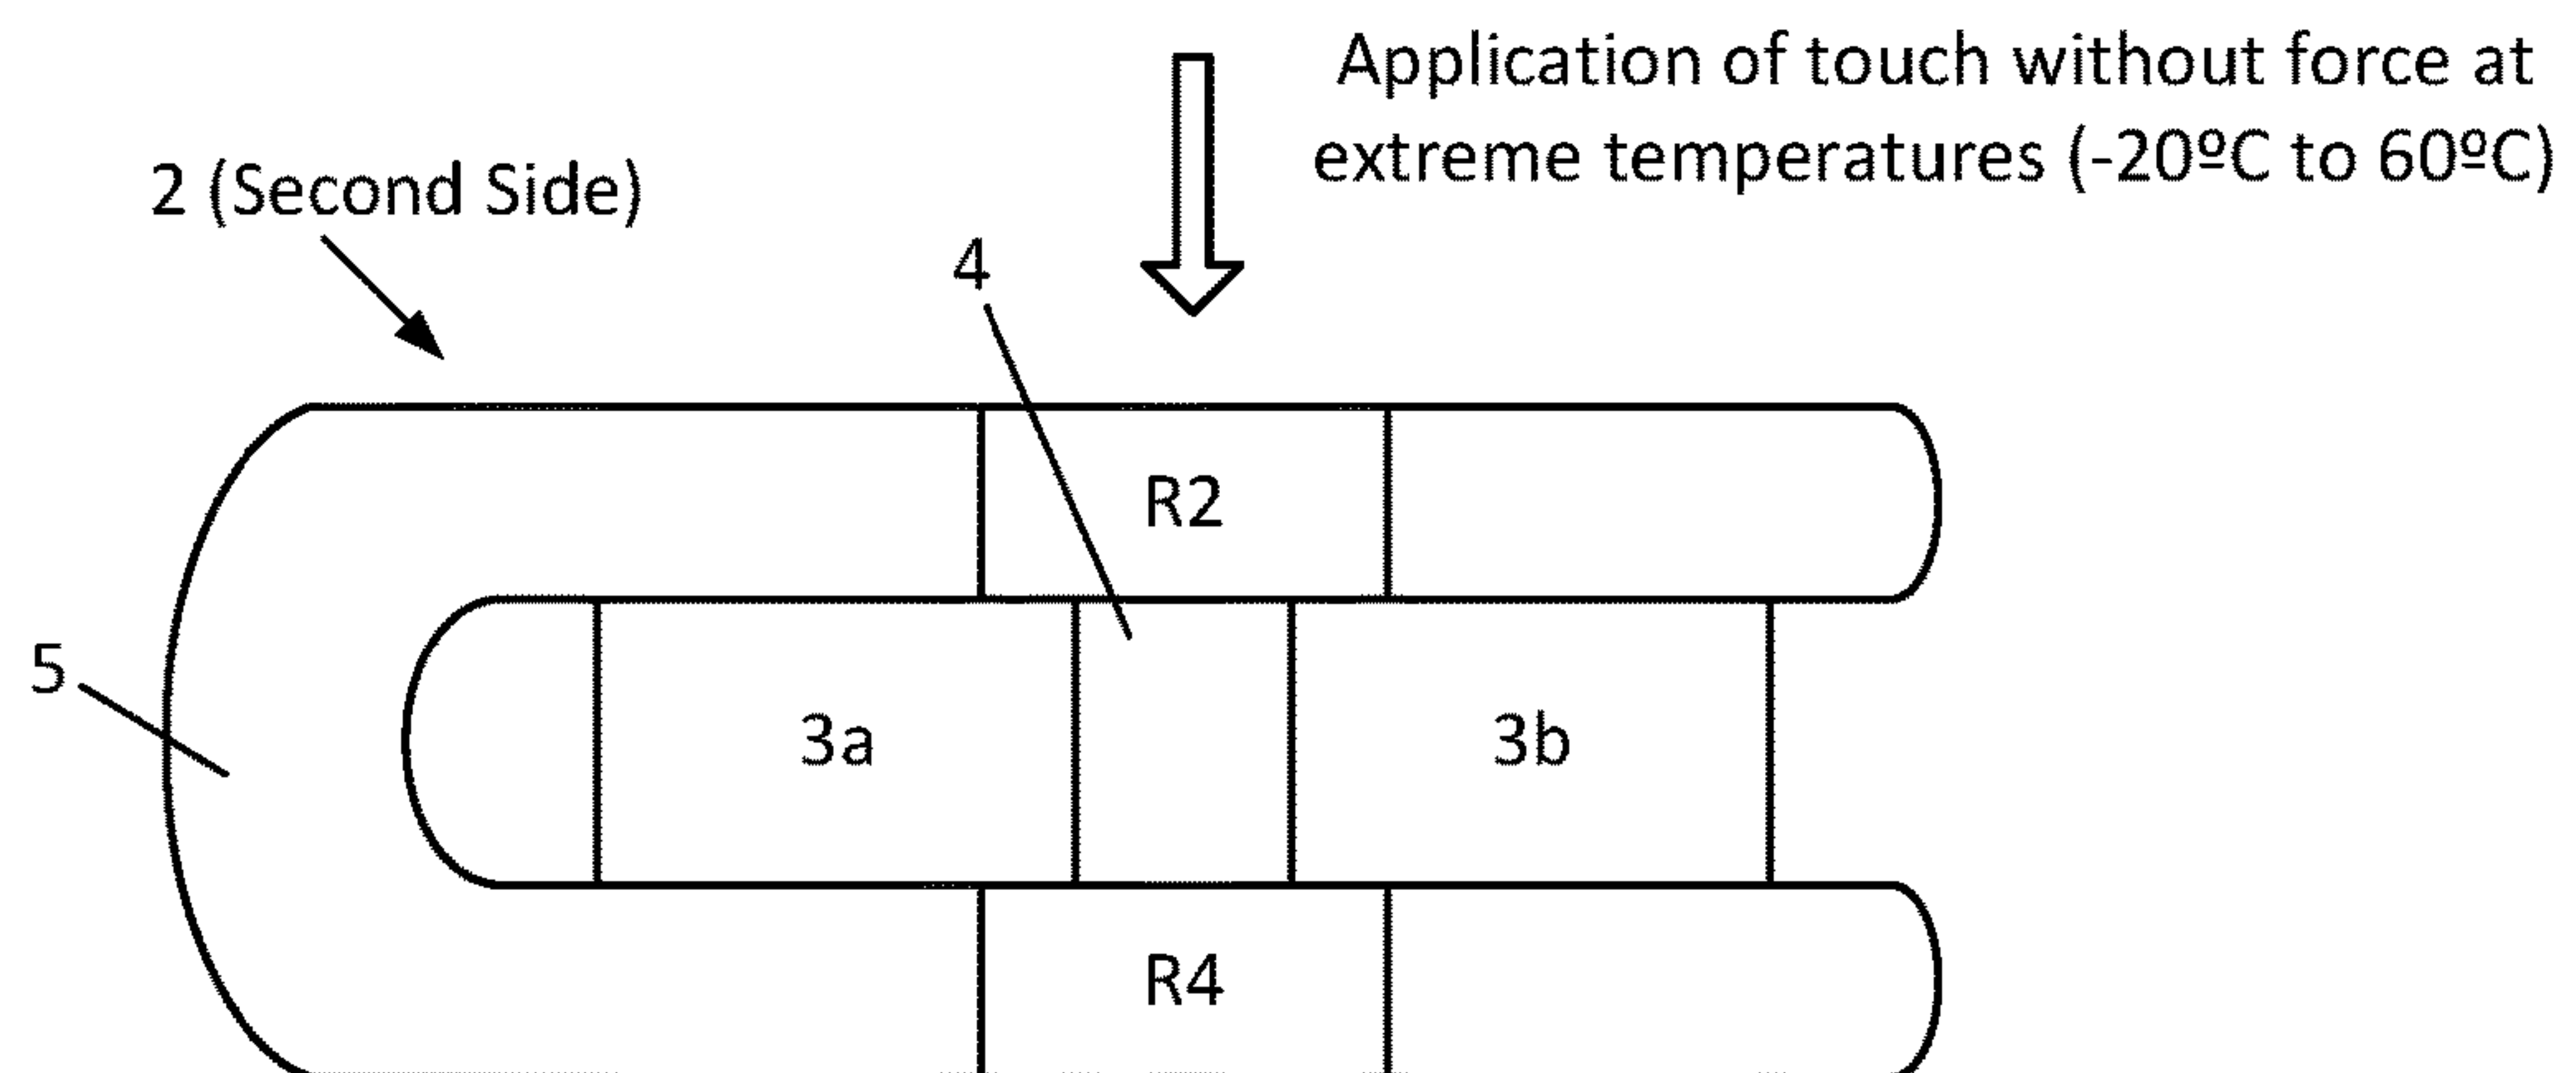 Application of touch without force at
extreme temperatures (-20ºC to 60ºC)
2 (Second Side)
4
R2
5
3a
3b
R4